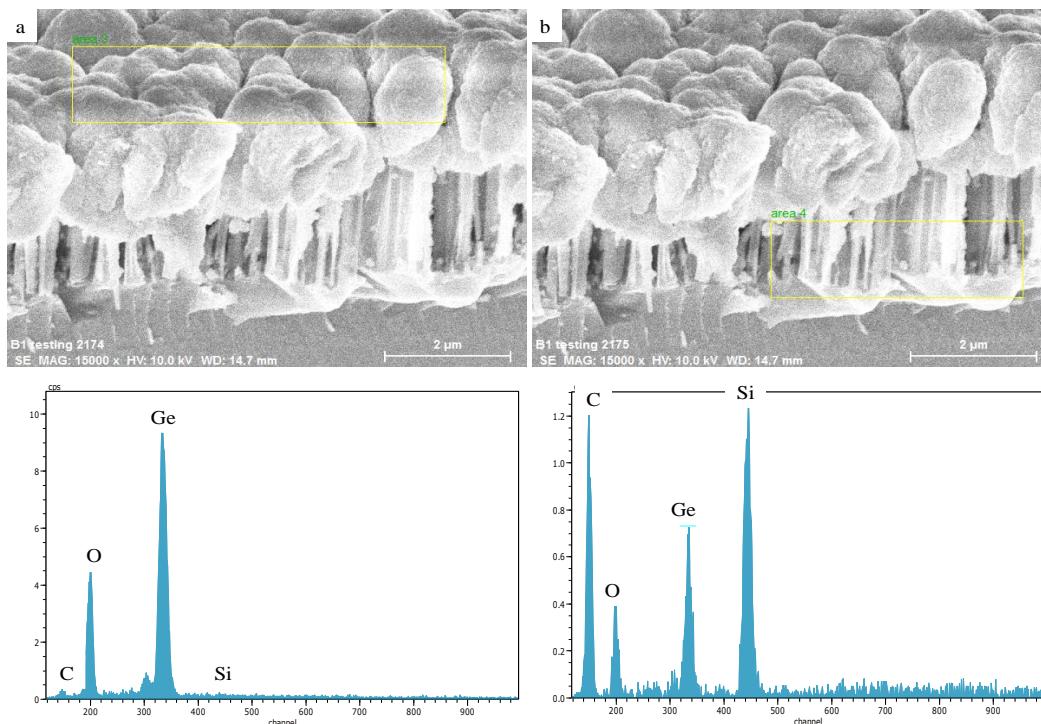 a
area 3
B1 testing 2174
SE MAG: 15000 x HV: 10.0 kV WD: 14.7 mm
2 µm
b
area 4
B1 testing 2175
SE MAG: 15000 x HV: 10.0 kV WD: 14.7 mm
2 µm
cps
10
8
6
4
2
0
Ge
O
C
Si
200 300 400 500 600 700 800 900
channel
1.2
1.0
0.8
0.6
0.4
0.2
0.0
C
Si
Ge
O
200 300 400 500 600 700 800 900
channel